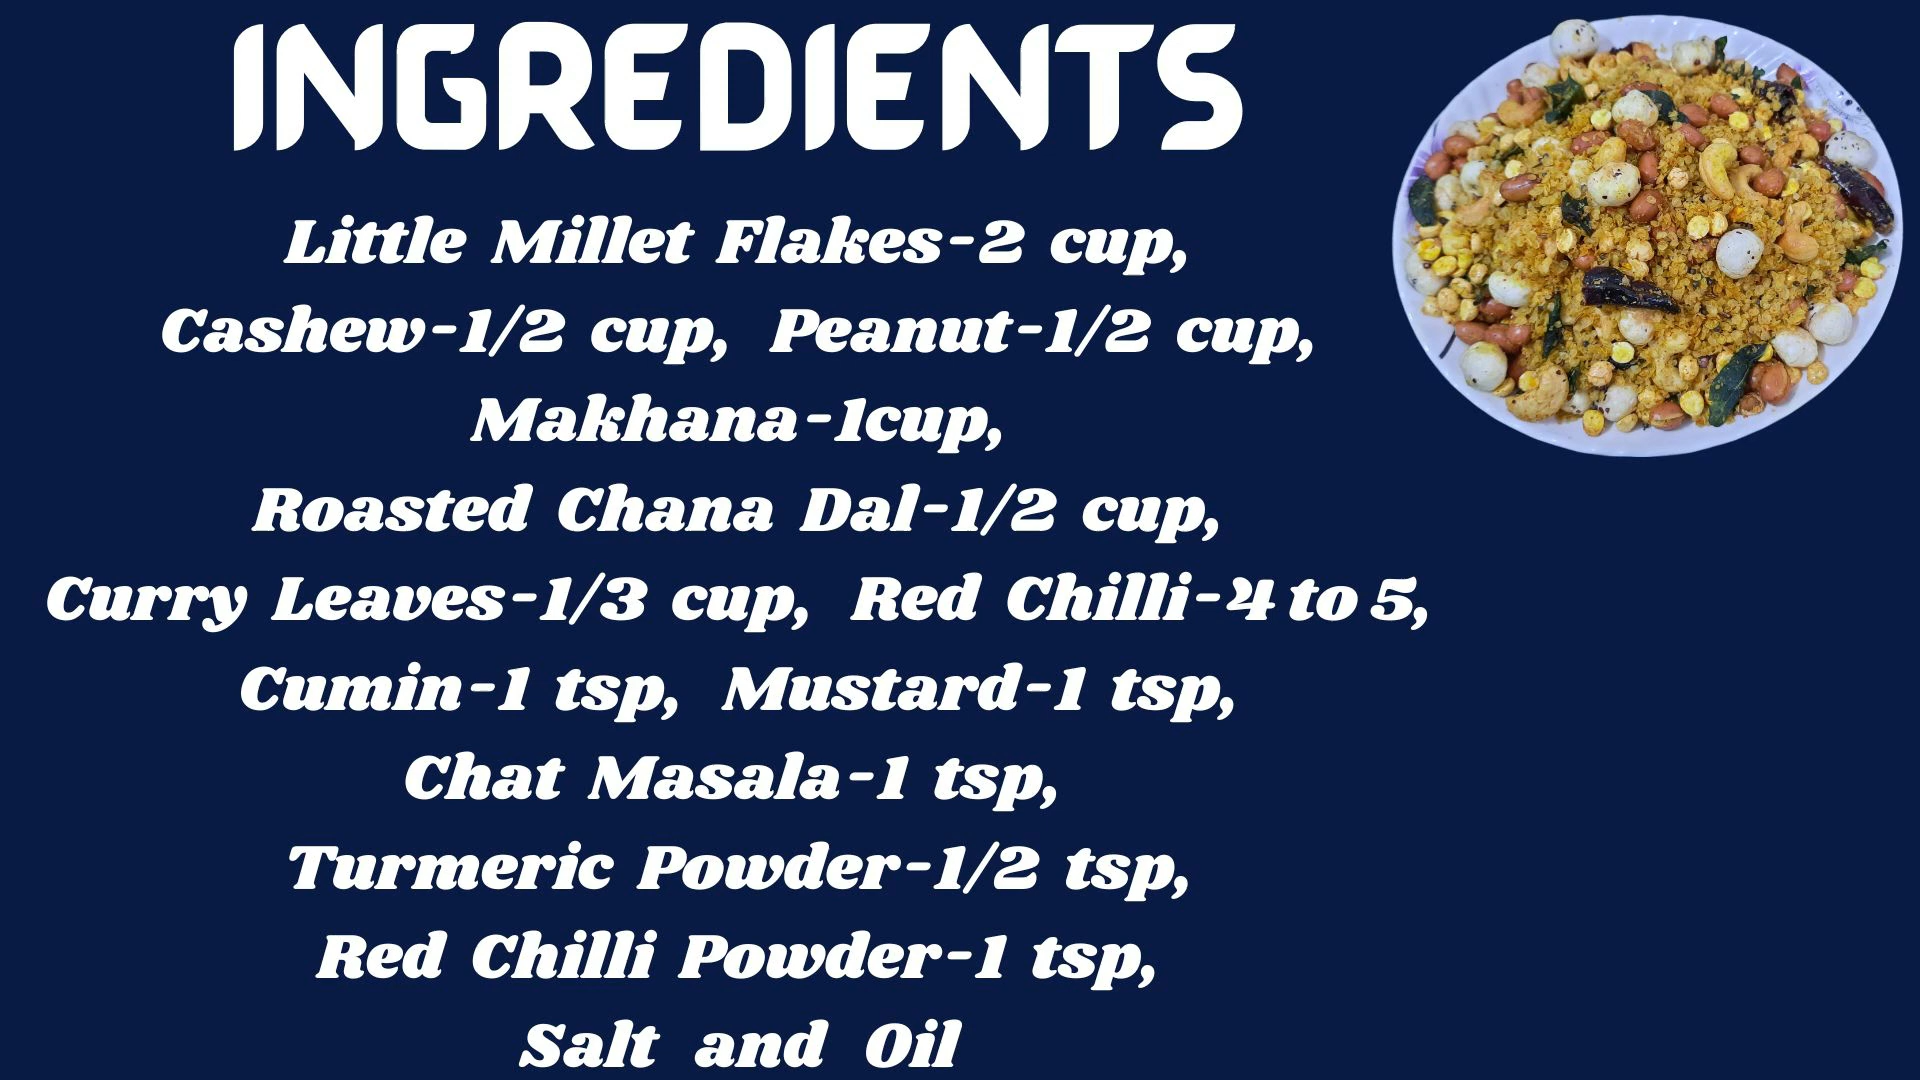 INGREDIENTS
Little Millet Flakes-2 cup,
Cashew-1/2 cup, Peanut-1/2 cup,
Makhana-1cup,
Roasted Chana Dal-1/2 cup,
Curry Leaves-1/3 cup, Red Chilli-4 to 5,
Cumin-1 tsp, Mustard-1 tsp,
Chat Masala-1 tsp,
Turmeric Powder-1/2 tsp,
Red Chilli Powder-1 tsp,
Salt and Oil